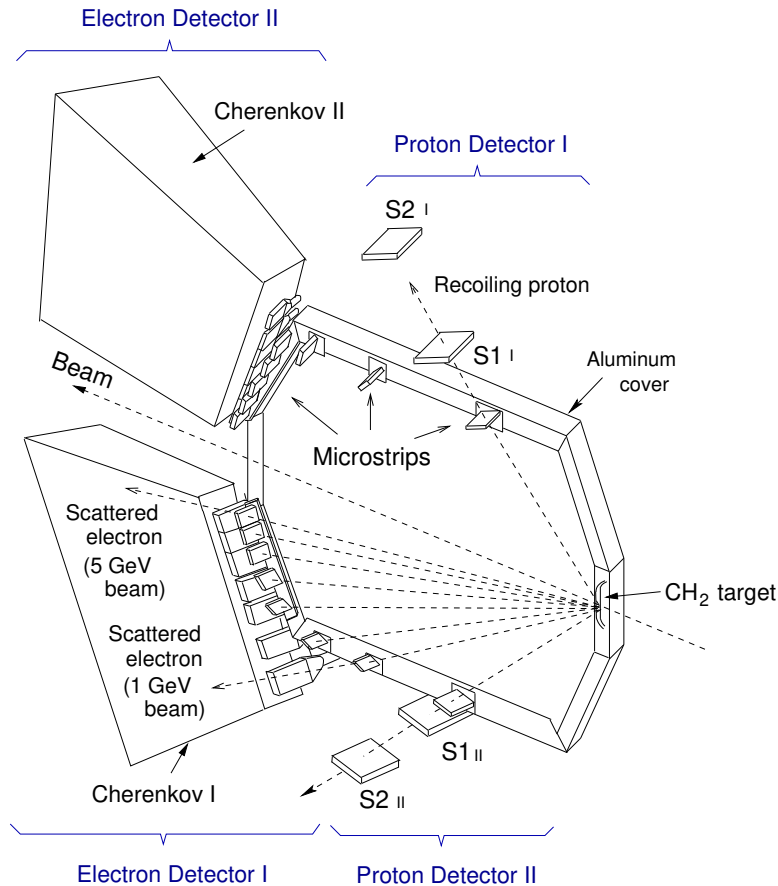 Electron Detector II
Cherenkov II
Proton Detector I
S2 I
Recoiling proton
S1 I
Aluminum
cover
Beam
Microstrips
Scattered
electron
(5 GeV
beam)
CH2 target
Scattered
electron
(1 GeV
beam)
S1 II
Cherenkov I
S2 II
Electron Detector I
Proton Detector II